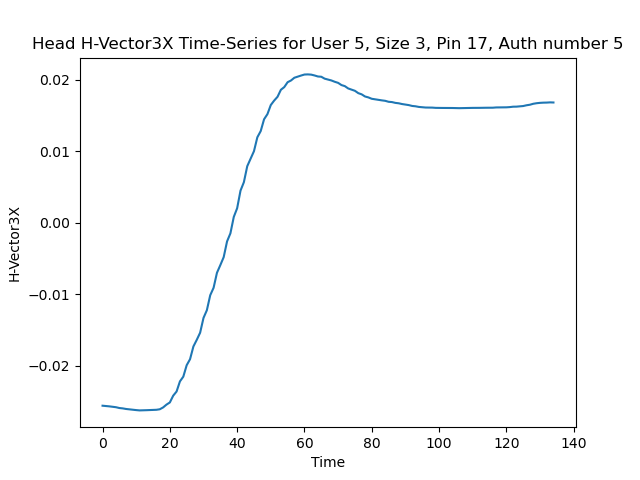 Head H-Vector3X Time-Series for User 5, Size 3, Pin 17, Auth number 5
0.02
0.01
0.00
−0.01
−0.02
H-Vector3X
0 20 40 60 80 100 120 140
Time